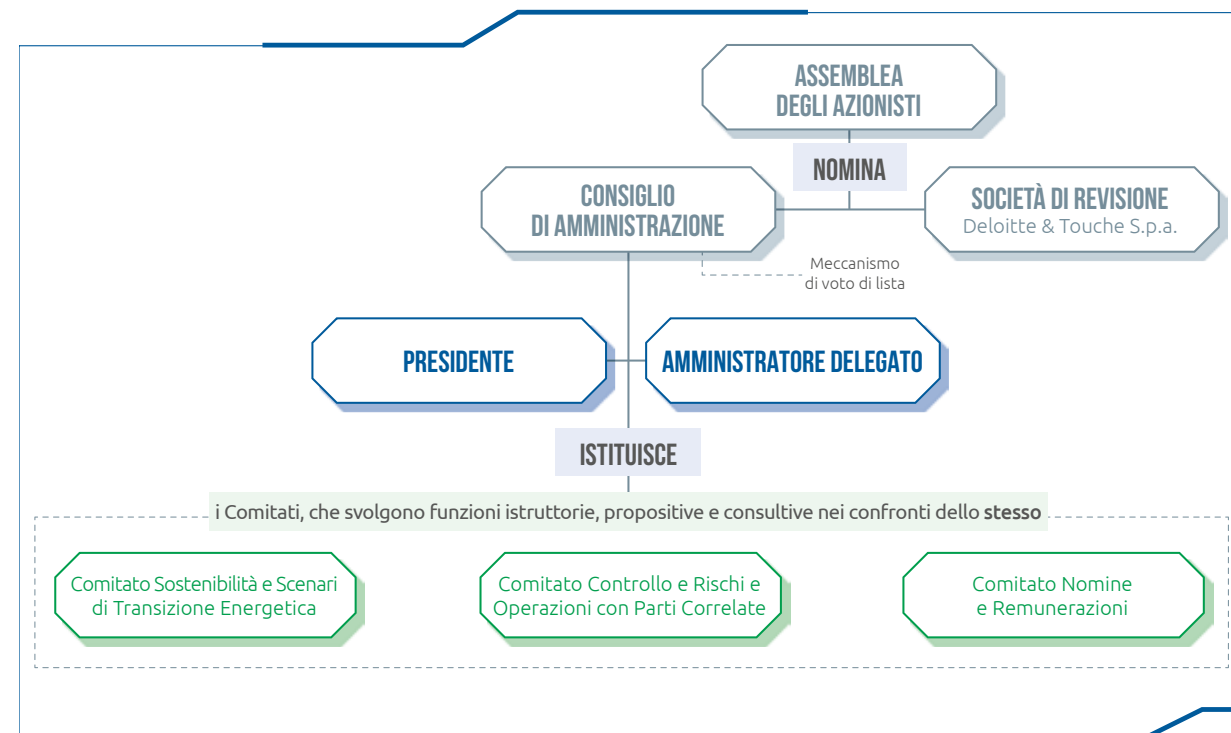 ASSEMBLEA
DEGLI AZIONISTI
NOMINA
CONSIGLIO
DI AMMINISTRAZIONE
SOCIETÀ DI REVISIONE
Deloitte & Touche S.p.a.
Meccanismo
di voto di lista
PRESIDENTE
AMMINISTRATORE DELEGATO
ISTITUISCE
i Comitati, che svolgono funzioni istruttorie, propositive e consultive nei confronti dello stesso
Comitato Sostenibilità e Scenari
di Transizione Energetica
Comitato Controllo e Rischi e
Operazioni con Parti Correlate
Comitato Nomine
e Remunerazioni